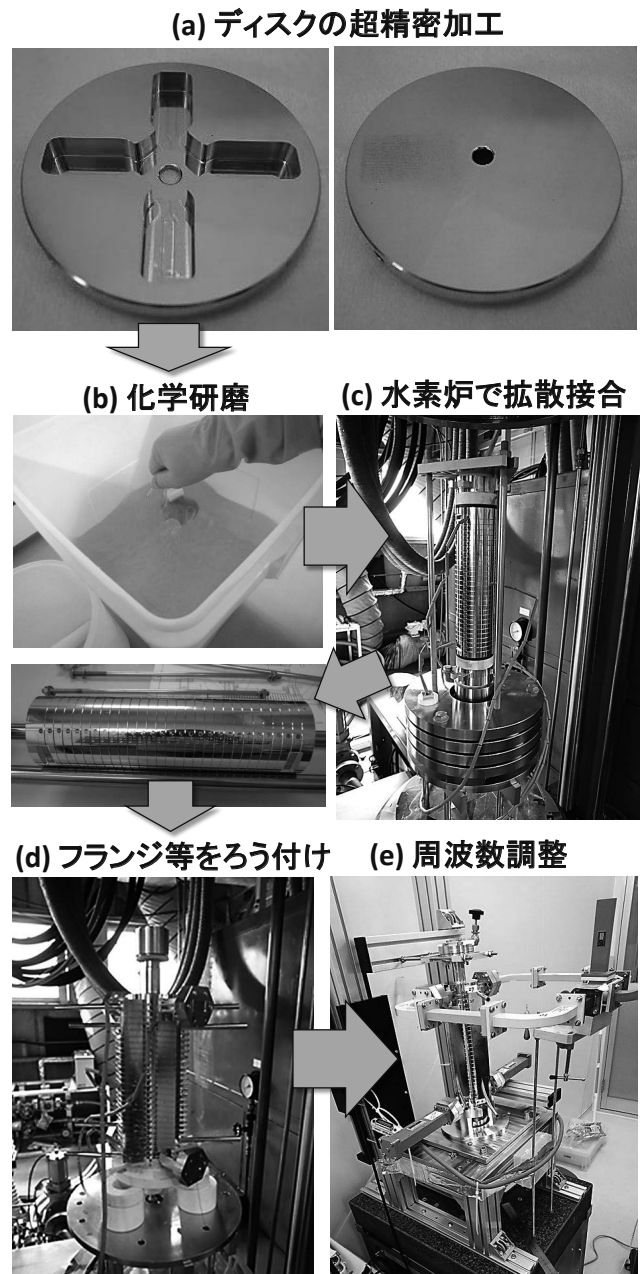 (a) ディスクの超精密加工
(b) 化学研磨
(c) 水素炉で拡散接合
(d) フランジ等をろう付け
(e) 周波数調整